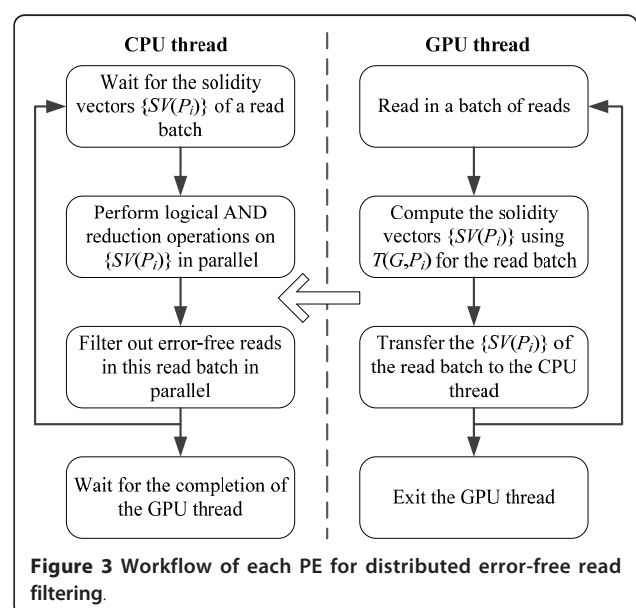 CPU thread
Wait for the solidity
vectors {SV(Pi)} of a read
batch
Perform logical AND
reduction operations on
{SV(Pi)} in parallel
Filter out error-free reads
in this read batch in
parallel
Wait for the completion of
the GPU thread
GPU thread
Read in a batch of reads
Compute the solidity
vectors {SV(Pi)} using
T(G,Pi) for the read batch
Transfer the {SV(Pi)} of
the read batch to the CPU
thread
Exit the GPU thread
Figure 3 Workflow of each PE for distributed error-free read
filtering.